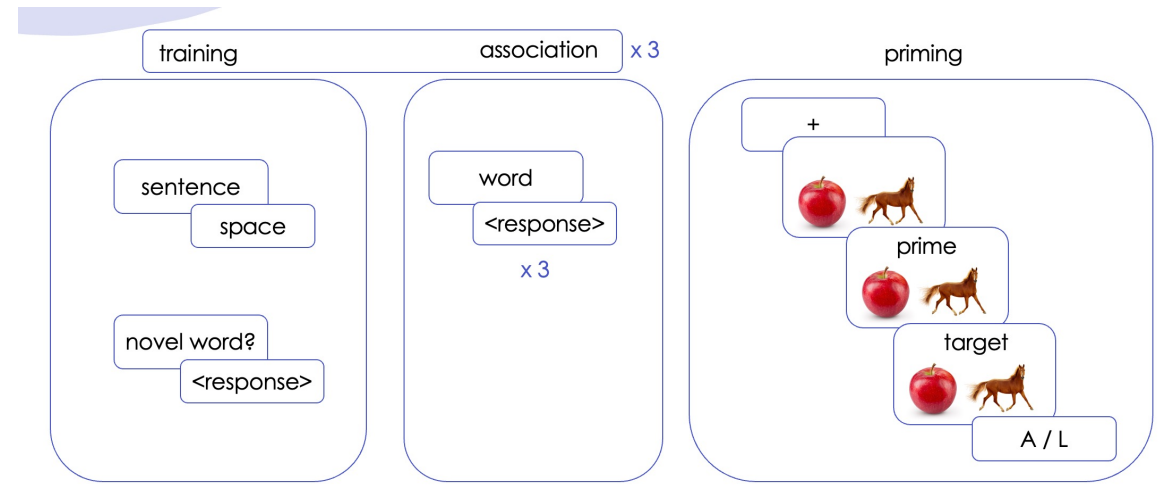 training
association
x 3
priming
sentence
space
novel word?
<response>
word
<response>
x 3
+
prime
target
A / L